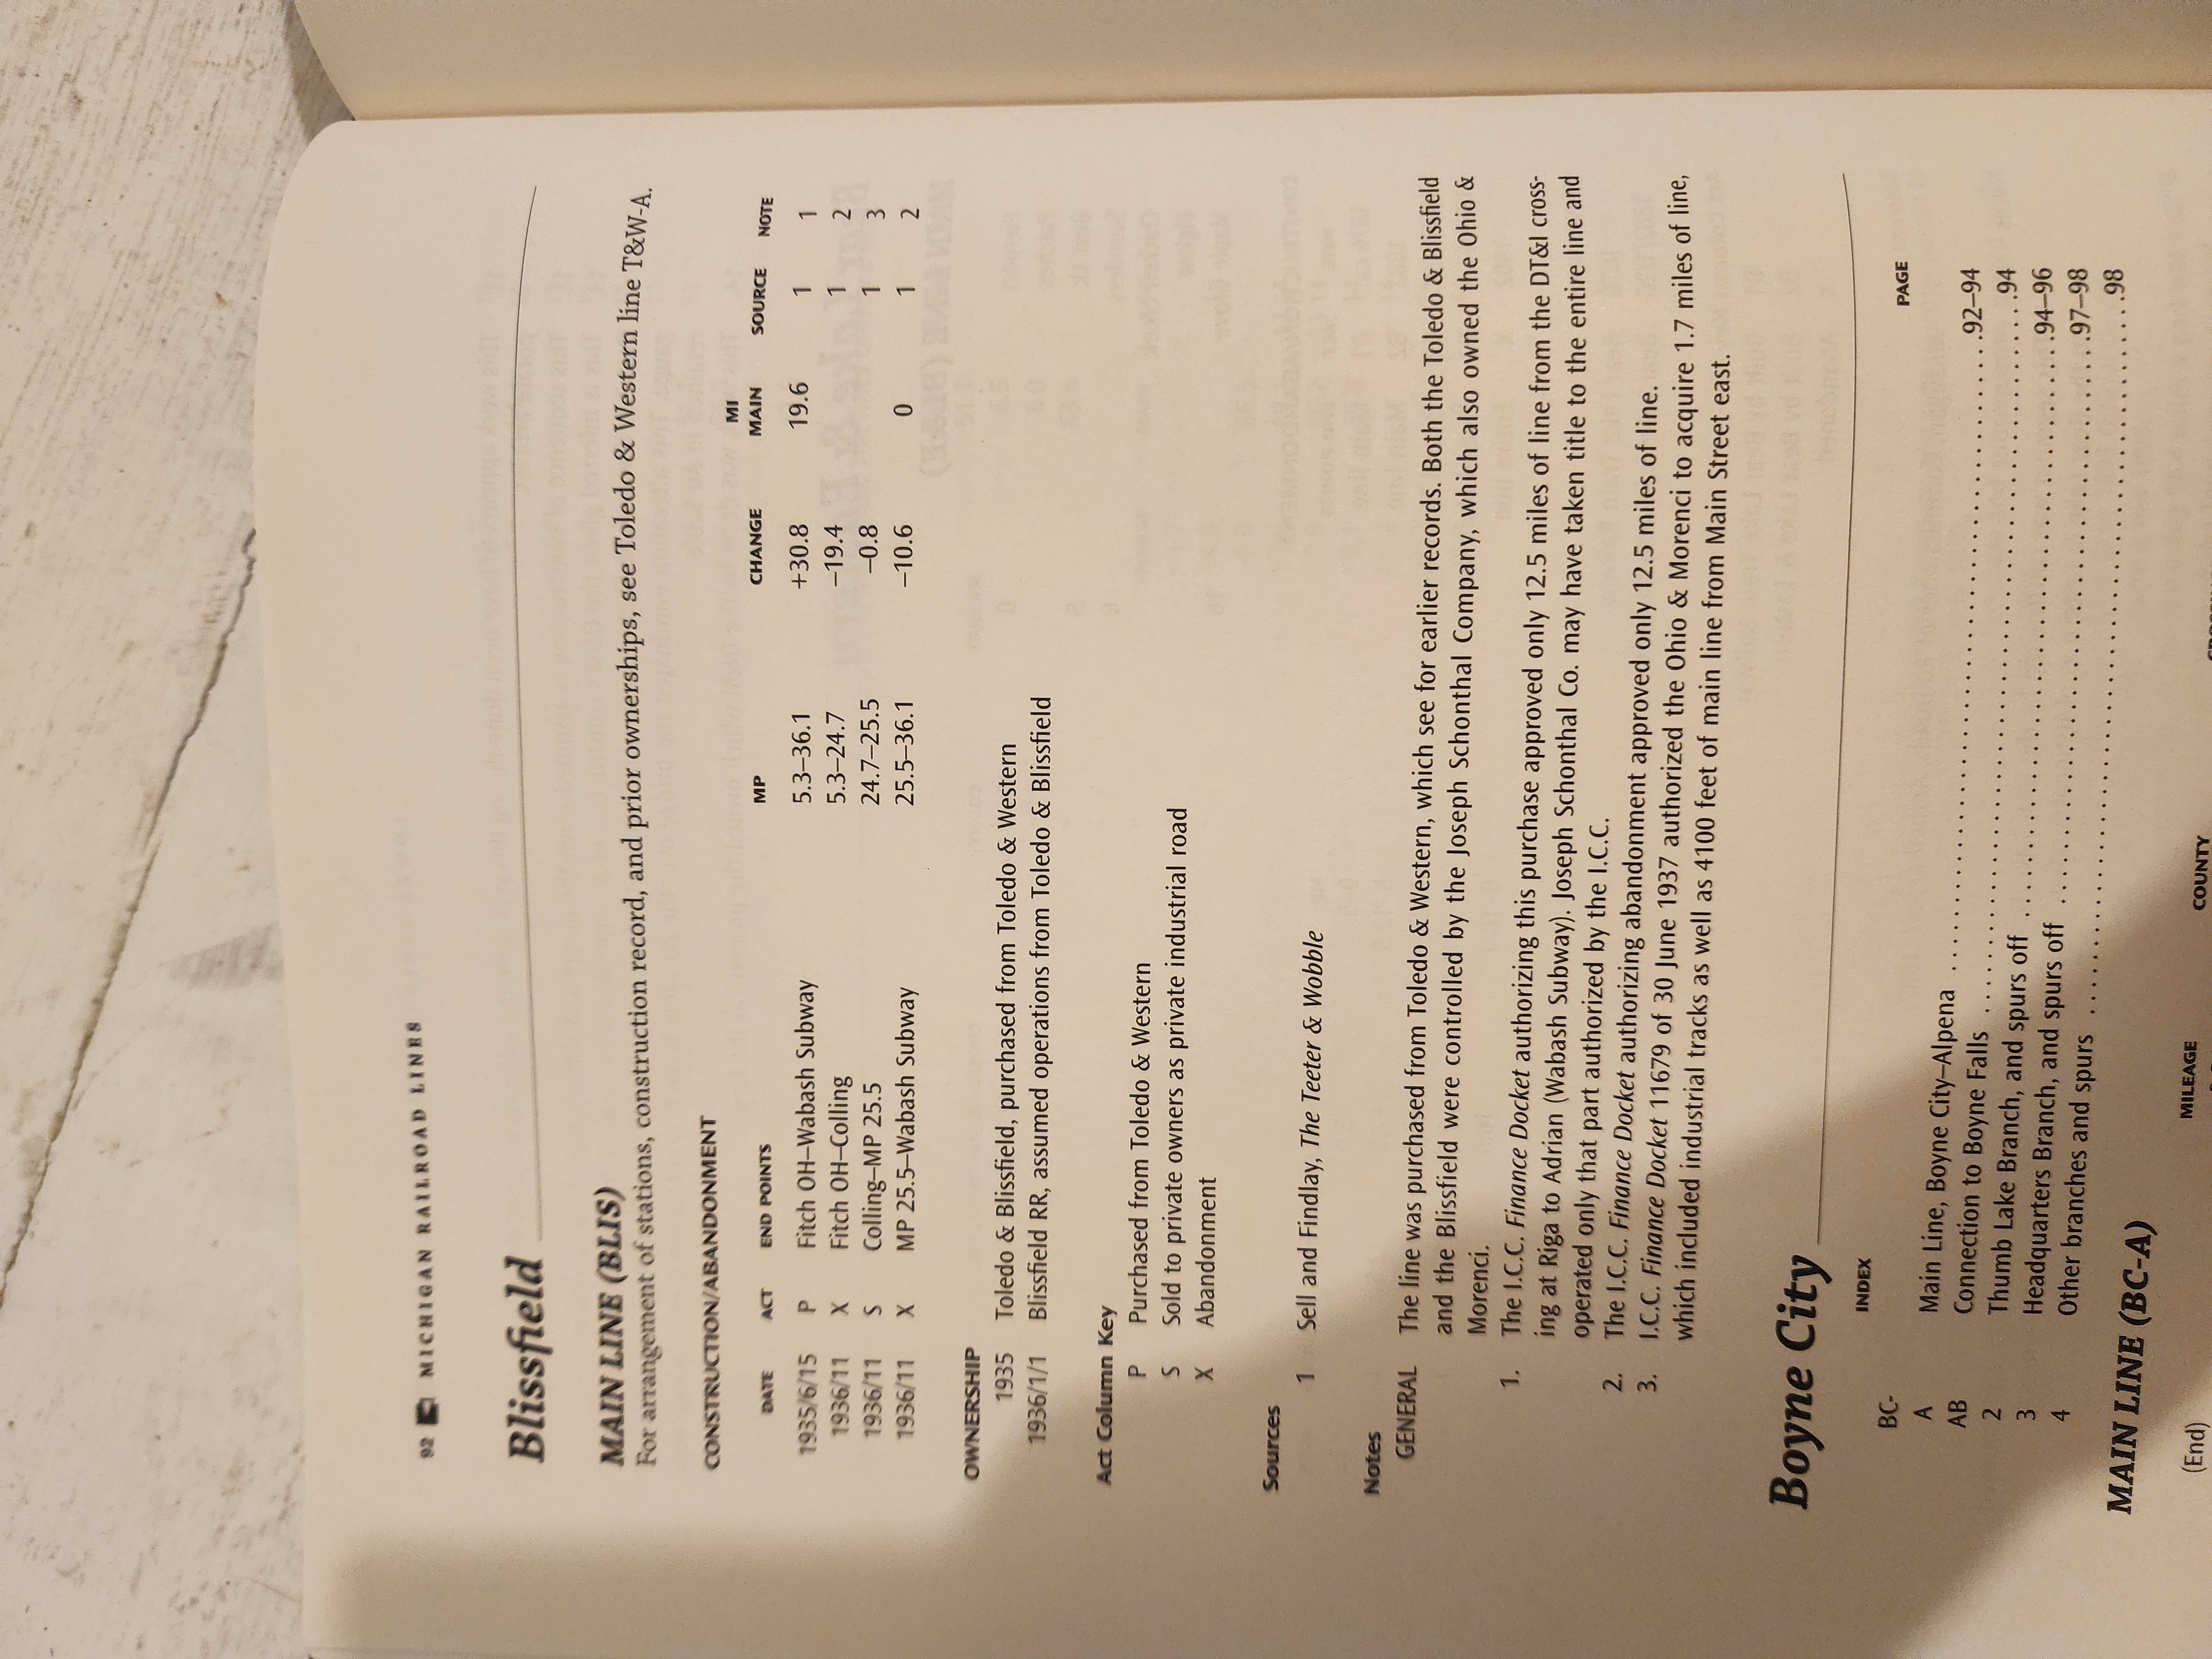 92 MICHIGAN RAILROAD LINES
Blissfield
MAIN LINE (BLIS)
For arrangement of stations, construction record, and prior ownerships, see Toledo & Western line T&W-A.
CONSTRUCTION/ABANDONMENT
MI
DATE ACT END POINTS MP CHANGE MAIN SOURCE NOTE
1935/6/15 P Fitch OH–Wabash Subway 5.3–36.1 +30.8 19.6 1 1
1936/11 X Fitch OH–Colling 5.3–24.7 –19.4 1 2
1936/11 S Colling–MP 25.5 24.7–25.5 –0.8 1 3
1936/11 X MP 25.5–Wabash Subway 25.5–36.1 –10.6 0 1 2
OWNERSHIP
1935 Toledo & Blissfield, purchased from Toledo & Western
1936/1/1 Blissfield RR, assumed operations from Toledo & Blissfield
Act Column Key
P Purchased from Toledo & Western
S Sold to private owners as private industrial road
X Abandonment
Sources
1 Sell and Findlay, The Teeter & Wobble
Notes
GENERAL The line was purchased from Toledo & Western, which see for earlier records. Both the Toledo & Blissfield
and the Blissfield were controlled by the Joseph Schonthal Company, which also owned the Ohio &
Morenci.
1. The I.C.C. Finance Docket authorizing this purchase approved only 12.5 miles of line from the DT&I cross-
ing at Riga to Adrian (Wabash Subway). Joseph Schonthal Co. may have taken title to the entire line and
operated only that part authorized by the I.C.C.
2. The I.C.C. Finance Docket authorizing abandonment approved only 12.5 miles of line.
3. I.C.C. Finance Docket 11679 of 30 June 1937 authorized the Ohio & Morenci to acquire 1.7 miles of line,
which included industrial tracks as well as 4100 feet of main line from Main Street east.
Boyne City
BC- INDEX PAGE
A Main Line, Boyne City–Alpena 92–94
AB Connection to Boyne Falls 94
2 Thumb Lake Branch, and spurs off 94–96
3 Headquarters Branch, and spurs off 97–98
4 Other branches and spurs 98
MAIN LINE (BC-A)
(End) MILEAGE COUNTY